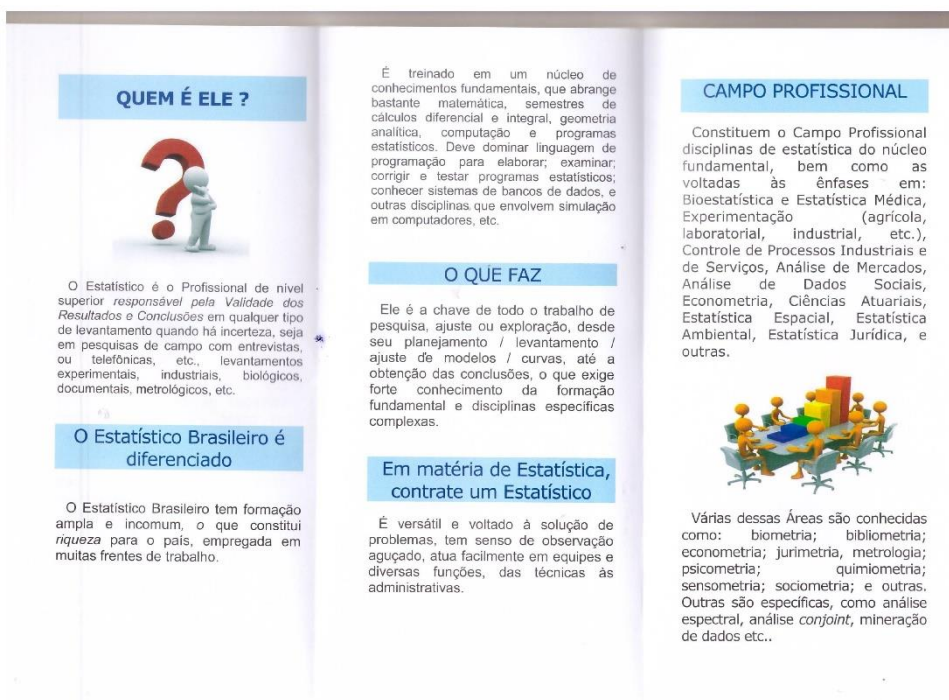 QUEM É ELE ?
O Estatístico é o Profissional de nível
superior responsável pela Validade dos
Resultados e Conclusões em qualquer tipo
de levantamento quando há incerteza, seja
em pesquisas de campo com entrevistas,
ou telefônicas, etc., levantamentos
experimentais, industriais, biológicos,
documentais, metrológicos, etc.
O Estatístico Brasileiro é
diferenciado
O Estatístico Brasileiro tem formação
ampla e incomum, o que constitui
riqueza para o país, empregada em
muitas frentes de trabalho.
É treinado em um núcleo de
conhecimentos fundamentais, que abrange
bastante matemática, semestres de
cálculos diferencial e integral, geometria
analítica, computação e programas
estatísticos. Deve dominar linguagem de
programação para elaborar; examinar;
corrigir e testar programas estatísticos;
conhecer sistemas de bancos de dados, e
outras disciplinas que envolvem simulação
em computadores, etc.
O QUE FAZ
Ele é a chave de todo o trabalho de
pesquisa, ajuste ou exploração, desde
seu planejamento / levantamento /
ajuste de modelos / curvas, até a
obtenção das conclusões, o que exige
forte conhecimento da formação
fundamental e disciplinas específicas
complexas.
Em matéria de Estatística,
contrate um Estatístico
É versátil e voltado à solução de
problemas, tem senso de observação
aguçado, atua facilmente em equipes e
diversas funções, das técnicas às
administrativas.
CAMPO PROFISSIONAL
Constituem o Campo Profissional
disciplinas de estatística do núcleo
fundamental, bem como as
voltadas às ênfases em:
Bioestatística e Estatística Médica,
Experimentação (agrícola,
laboratorial, industrial, etc.),
Controle de Processos Industriais e
de Serviços, Análise de Mercados,
Análise de Dados Sociais,
Econometria, Ciências Atuariais,
Estatística Espacial, Estatística
Ambiental, Estatística Jurídica, e
outras.
Várias dessas Áreas são conhecidas
como: biometria; bibliometria;
econometria; jurimetria, metrologia;
psicometria; quimiometria;
sensometria; sociometria; e outras.
Outras são específicas, como análise
espectral, análise conjoint, mineração
de dados etc..